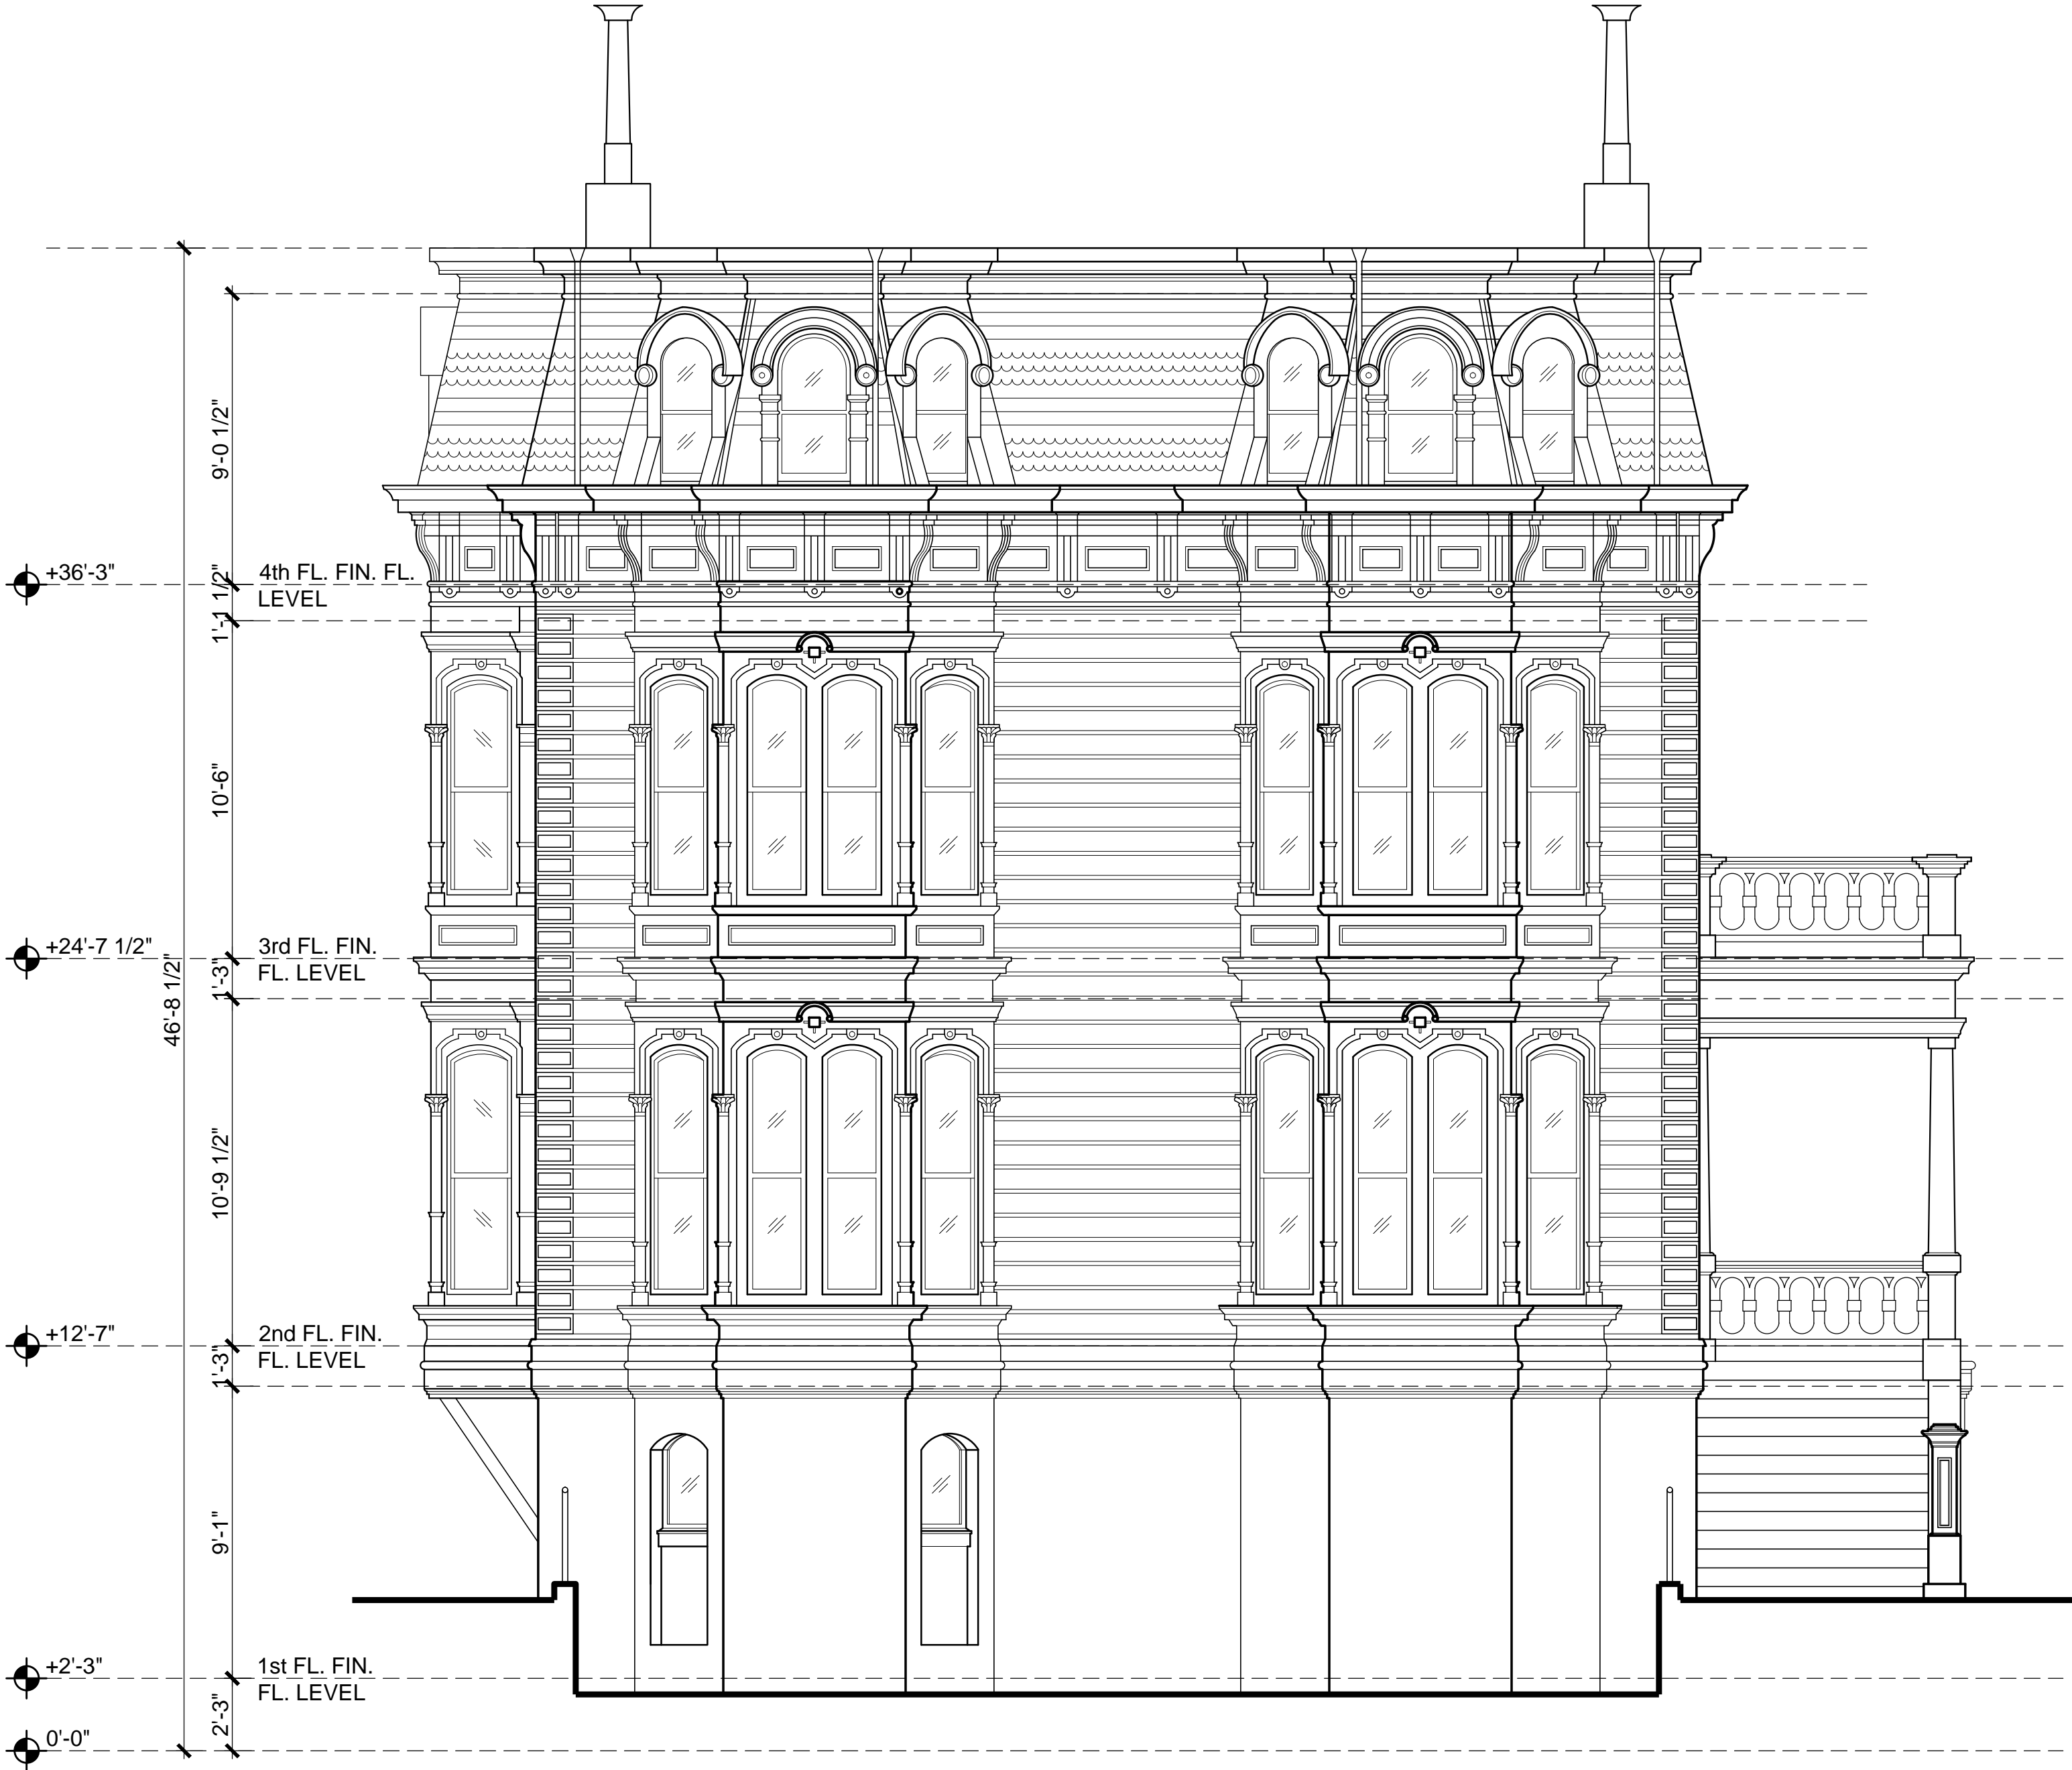 9'-0 1/2"
+36'-3"
4th FL. FIN. FL.
LEVEL
1'-1 1/2"
10'-6"
+24'-7 1/2"
3rd FL. FIN.
FL. LEVEL
46'-8 1/2"
1'-3"
10'-9 1/2"
+12'-7"
2nd FL. FIN.
FL. LEVEL
1'-3"
9'-1"
+2'-3"
1st FL. FIN.
FL. LEVEL
2'-3"
0'-0"